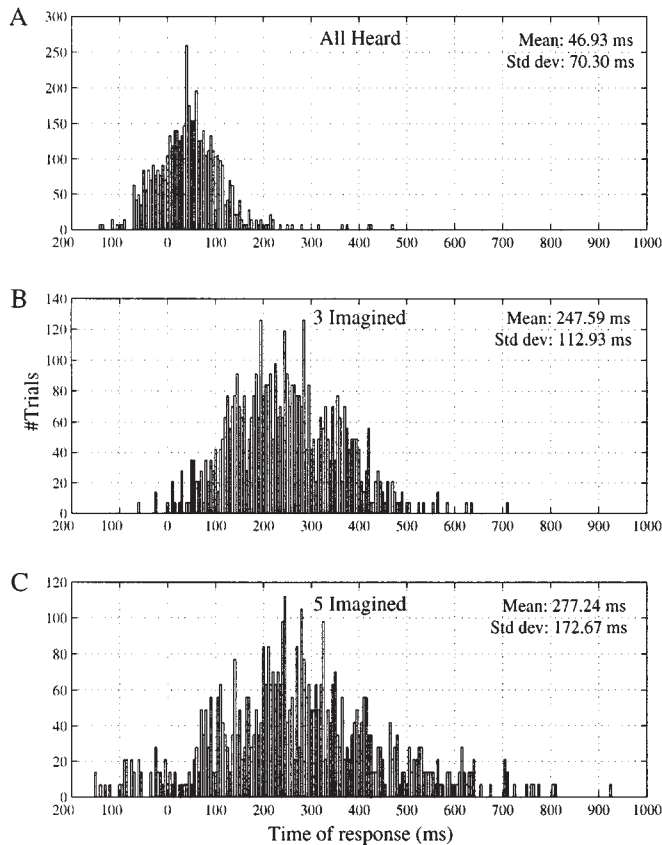 A
300
250
200
150
100
50
0
All Heard
Mean: 46.93 ms
Std dev: 70.30 ms
200 100 0 100 200 300 400 500 600 700 800 900 1000
B
140
120
100
80
60
40
20
0
3 Imagined
Mean: 247.59 ms
Std dev: 112.93 ms
#Trials
200 100 0 100 200 300 400 500 600 700 800 900 1000
C
120
100
80
60
40
20
0
5 Imagined
Mean: 277.24 ms
Std dev: 172.67 ms
200 100 0 100 200 300 400 500 600 700 800 900 1000
Time of response (ms)